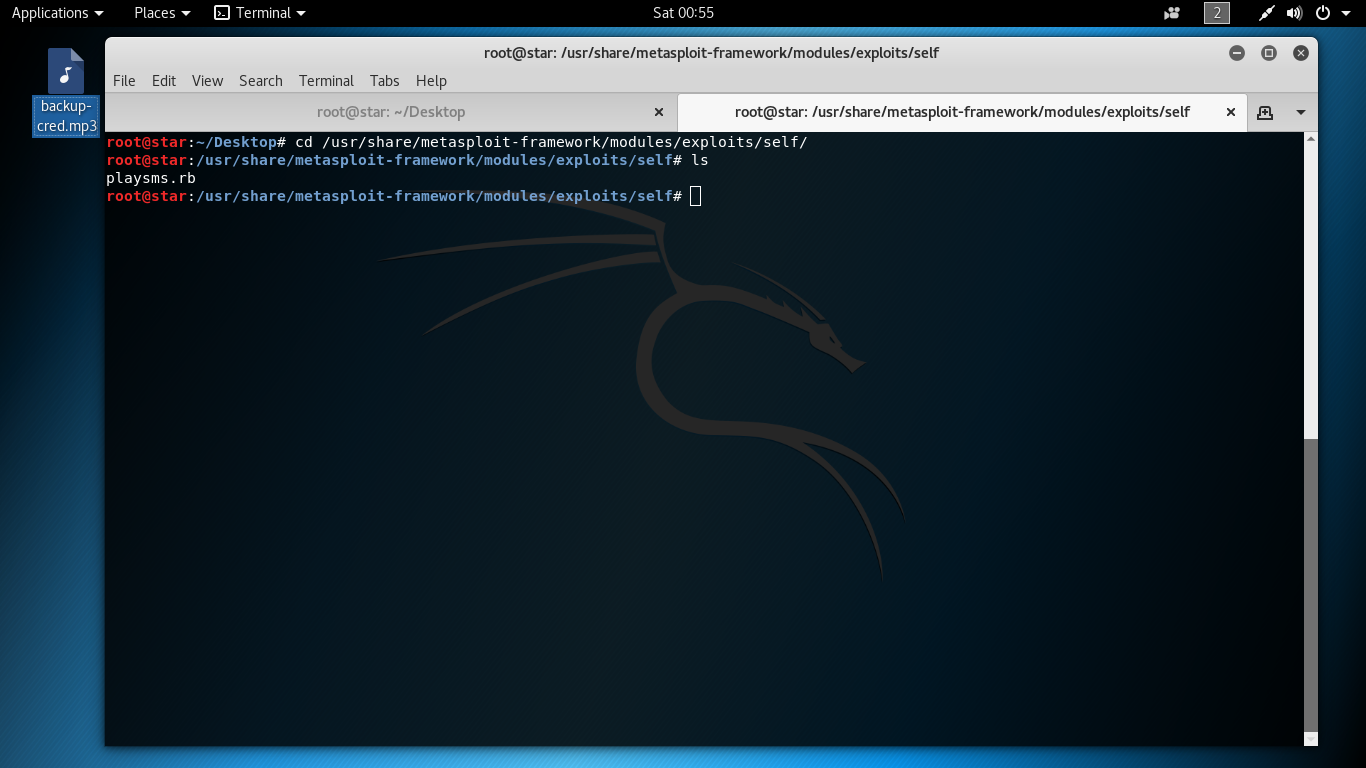 Applications Places Terminal Sat 00:55 2
backup-
cred.mp3
root@star: /usr/share/metasploit-framework/modules/exploits/self
File Edit View Search Terminal Tabs Help
root@star: ~/Desktop root@star: /usr/share/metasploit-framework/modules/exploits/self
root@star:~/Desktop# cd /usr/share/metasploit-framework/modules/exploits/self/
root@star:/usr/share/metasploit-framework/modules/exploits/self# ls
playsms.rb
root@star:/usr/share/metasploit-framework/modules/exploits/self#